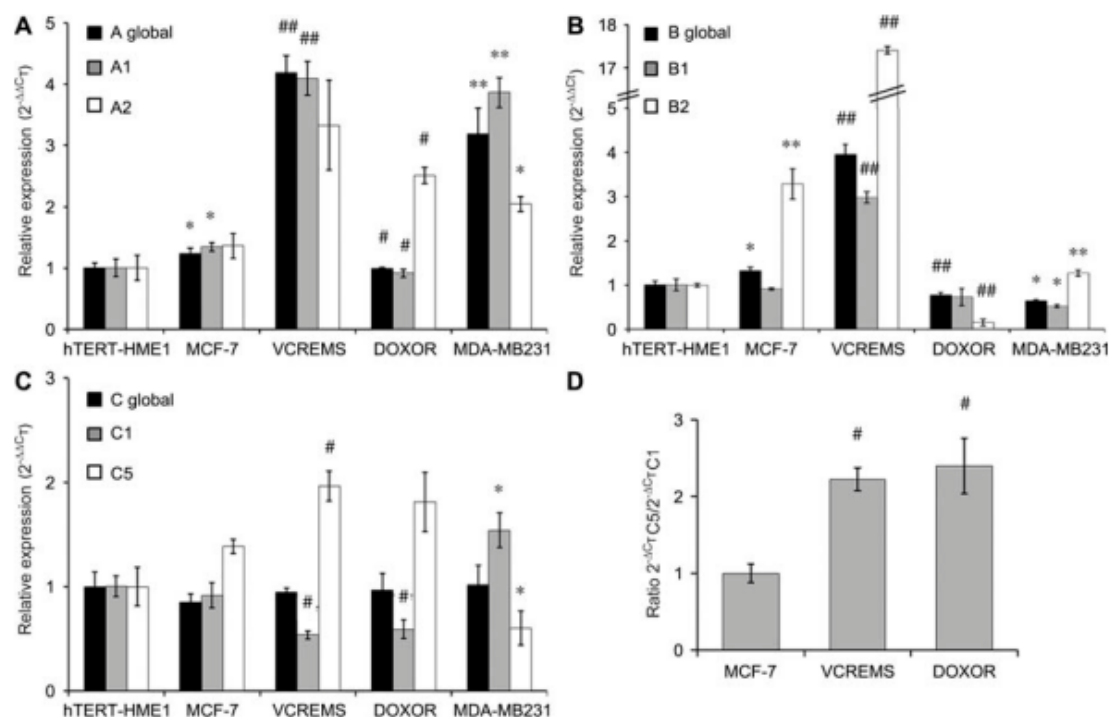 A
B
Relative expression (2^-ΔΔCT)
5
4
3
2
1
0
A global
A1
A2
## ##
#
# #
* *
** **
*
hTERT-HME1 MCF-7 VCREMS DOXOR MDA-MB231
Relative expression (2^-ΔΔCt)
18
17
5
4
3
2
1
0
B global
B1
B2
* **
## ## ##
## ##
* * **
hTERT-HME1 MCF-7 VCREMS DOXOR MDA-MB231
C
D
Relative expression (2^-ΔΔCT)
3
2
1
0
C global
C1
C5
# #
#
* *
hTERT-HME1 MCF-7 VCREMS DOXOR MDA-MB231
Ratio 2^-ΔCT C5/2^-ΔCT C1
3
2
1
0
# #
MCF-7 VCREMS DOXOR